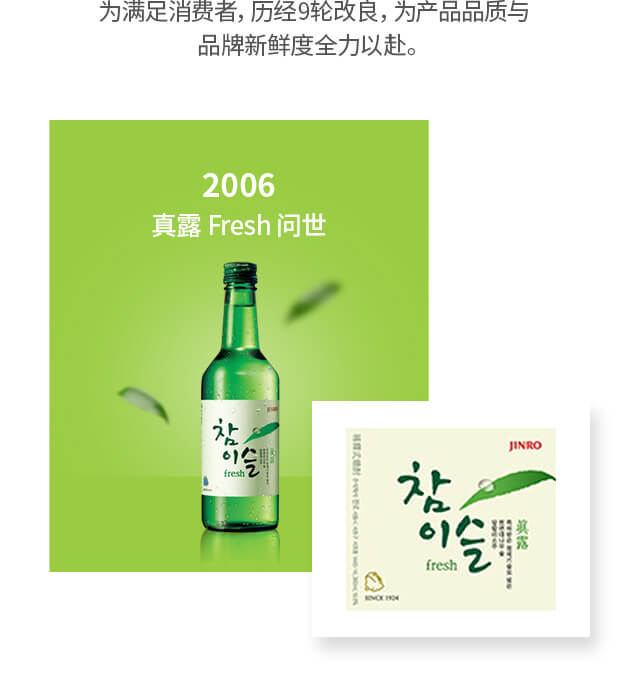 为满足消费者，历经9轮改良，为产品品质与
品牌新鲜度全力以赴。
2006
真露 Fresh 问世
JINRO
참
이슬
fresh
JINRO
참
이슬
fresh
眞露
SINCE 1924